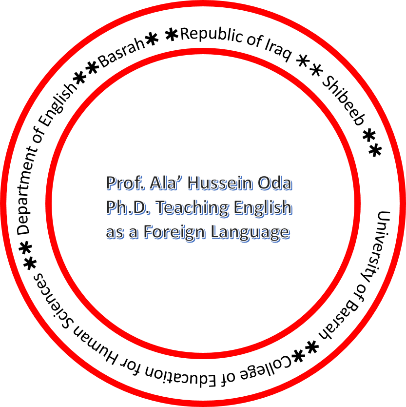 Department of English✱✱Basrah✱ ✱Republic of Iraq ✱✱ Shibeeb ✱✱
University of Basrah ✱✱College of Education for Human Sciences ✱✱
Prof. Ala’ Hussein Oda
Ph.D. Teaching English
as a Foreign Language